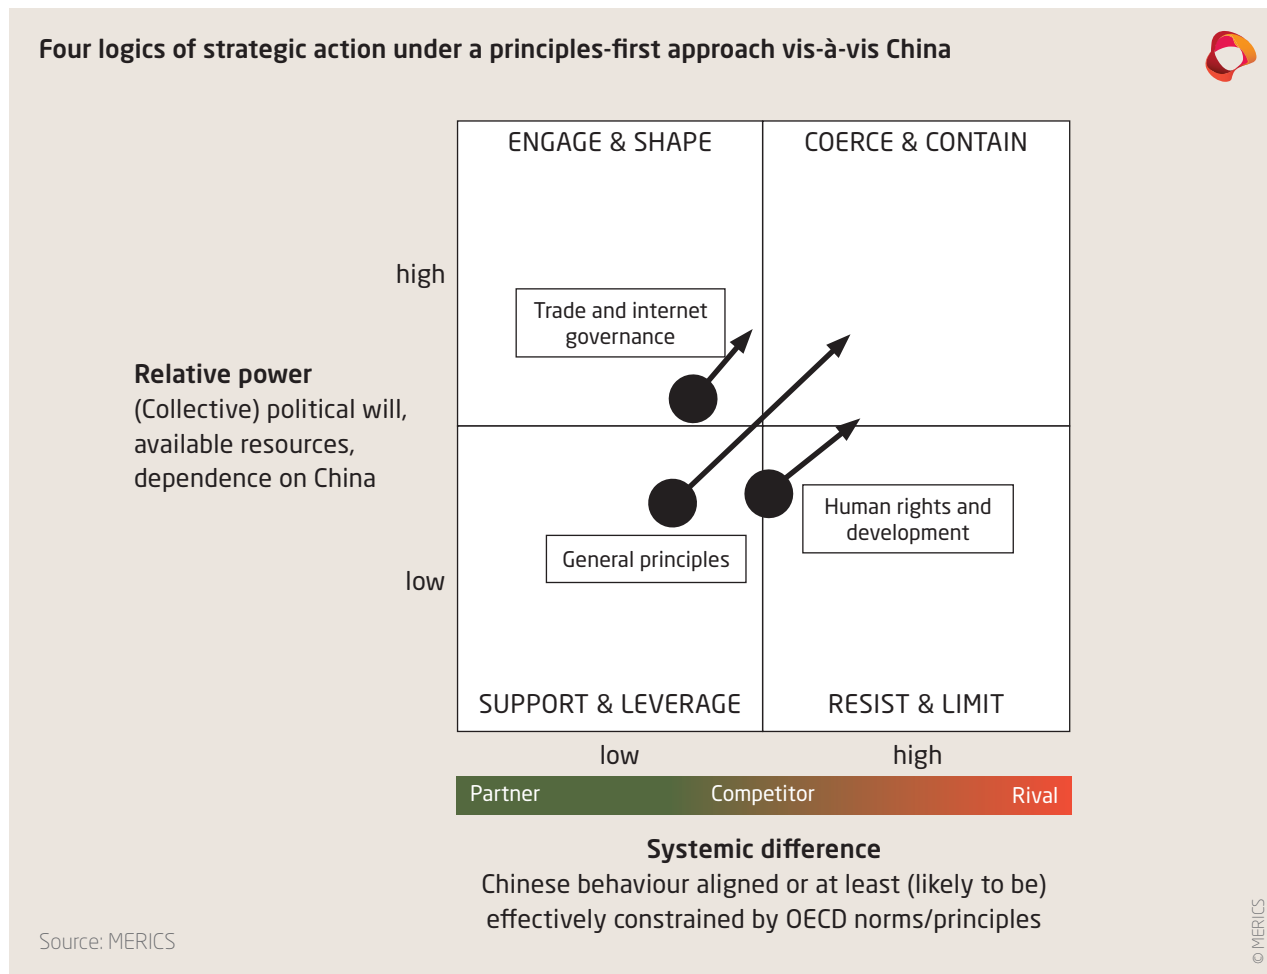 Four logics of strategic action under a principles-first approach vis-à-vis China
ENGAGE & SHAPE
COERCE & CONTAIN
high
Trade and internet
governance
Relative power
(Collective) political will,
available resources,
dependence on China
Human rights and
development
General principles
low
SUPPORT & LEVERAGE
RESIST & LIMIT
low
high
Partner
Competitor
Rival
Systemic difference
Chinese behaviour aligned or at least (likely to be)
effectively constrained by OECD norms/principles
Source: MERICS
© MERICS